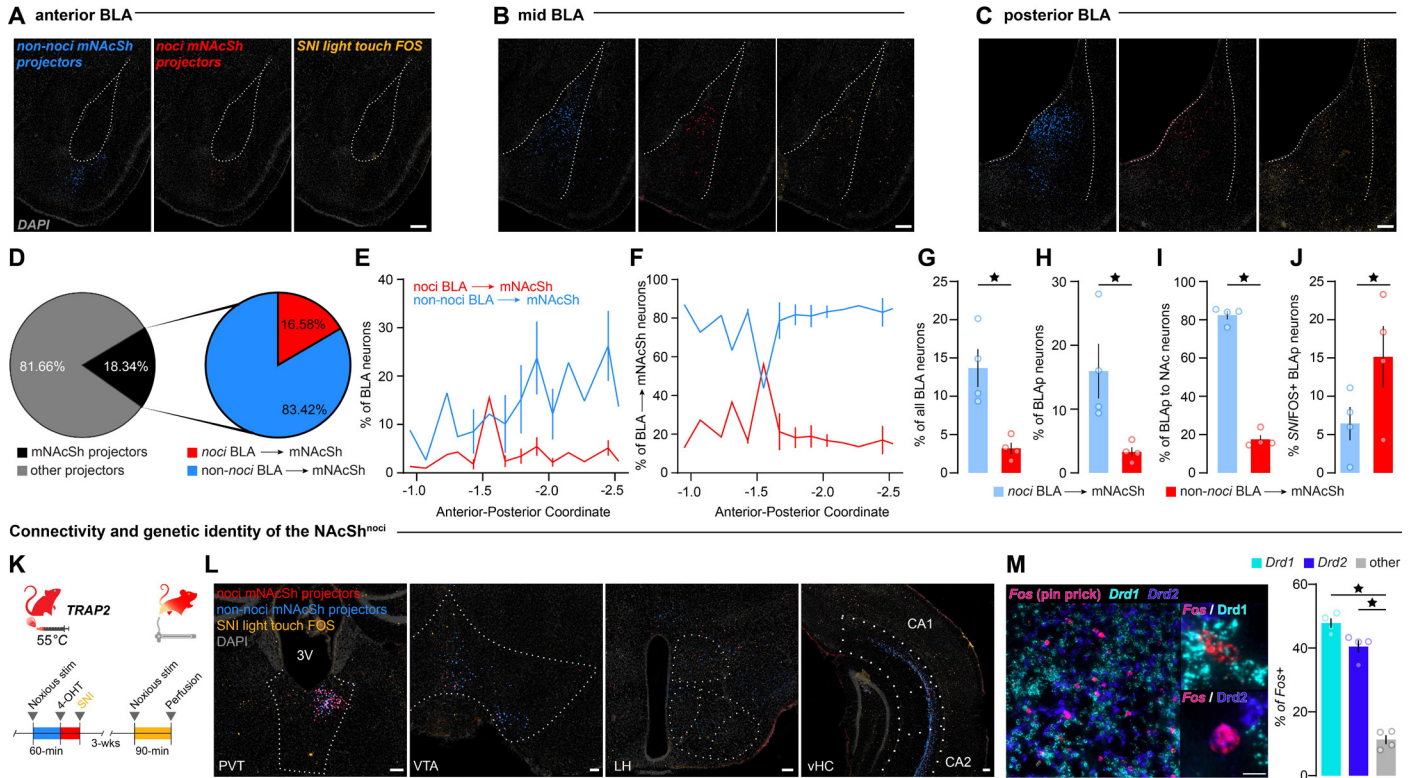 A anterior BLA
non-noci mNAcSh
projectors
noci mNAcSh
projectors
SNI light touch FOS
DAPI
B mid BLA
C posterior BLA
D
81.66%
18.34%
16.58%
83.42%
mNAcSh projectors
other projectors
noci BLA → mNAcSh
non-noci BLA → mNAcSh
E
% of BLA neurons
40
30
20
10
0
noci BLA → mNAcSh
non-noci BLA → mNAcSh
-1.0
-1.5
-2.0
-2.5
Anterior-Posterior Coordinate
F
% of BLA → mNAcSh neurons
100
80
60
40
20
0
-1.0
-1.5
-2.0
-2.5
Anterior-Posterior Coordinate
G
% of all BLA neurons
25
20
15
10
5
0
★
H
% of BLAp neurons
30
20
10
0
★
I
% of BLAp to NAc neurons
100
80
60
40
20
0
★
J
% SNIFOS+ BLAp neurons
25
20
15
10
5
0
★
noci BLA → mNAcSh
non-noci BLA → mNAcSh
Connectivity and genetic identity of the NAcShnoci
K
TRAP2
55°C
Noxious stim
4-OHT
SNI
Noxious stim
Perfusion
60-min
3-wks
90-min
L
noci mNAcSh projectors
non-noci mNAcSh projectors
SNI light touch FOS
DAPI
3V
PVT
VTA
LH
CA1
CA2
vHC
M
Fos (pin prick) Drd1 Drd2
Fos / Drd1
Fos / Drd2
Drd1 Drd2 other
% of Fos+
60
40
20
0
★
★